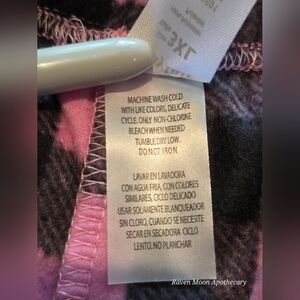 3XL
MACHINE WASH COLD
WITH LIKE COLORS, DELICATE
CYCLE. ONLY NON-CHLORINE
BLEACH WHEN NEEDED
TUMBLE DRY LOW.
DO NOT IRON.
LAVAR EN LAVADORA
CON AGUA FRIA, CON COLORES
SIMILARES, CICLO DELICADO
USAR SOLAMENTE BLANQUEADOR
SIN CLORO, CUANDO SE NECESITE
SECAR EN SECADORA CICLO
LENTO. NO PLANCHAR
Raven Moon Apothecary